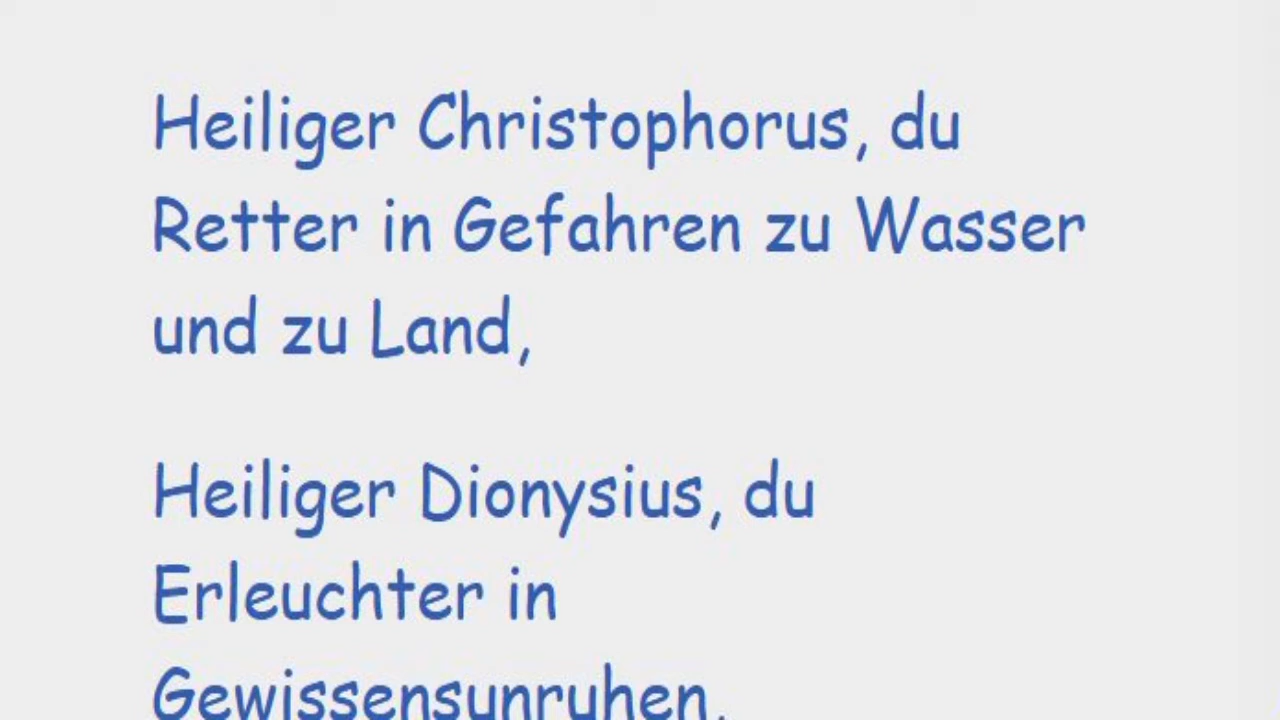 Heiliger Christophorus, du
Retter in Gefahren zu Wasser
und zu Land,
Heiliger Dionysius, du
Erleuchter in
Gewissensunruhen,